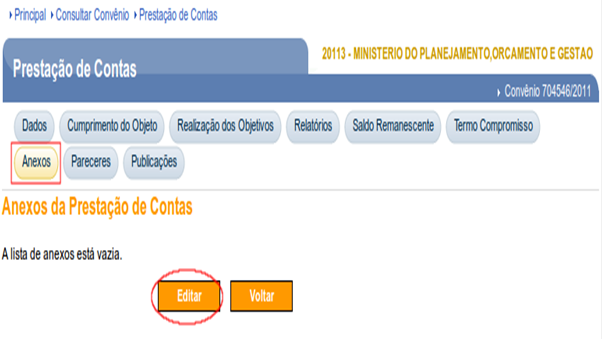 Principal Consultar Convênio Prestação de Contas
20113 - MINISTERIO DO PLANEJAMENTO,ORCAMENTO E GESTAO
Prestação de Contas
Convênio 704546/2011
Dados Cumprimento do Objeto Realização dos Objetivos Relatórios Saldo Remanescente Termo Compromisso
Anexos Pareceres Publicações
Anexos da Prestação de Contas
A lista de anexos está vazia.
Editar Voltar